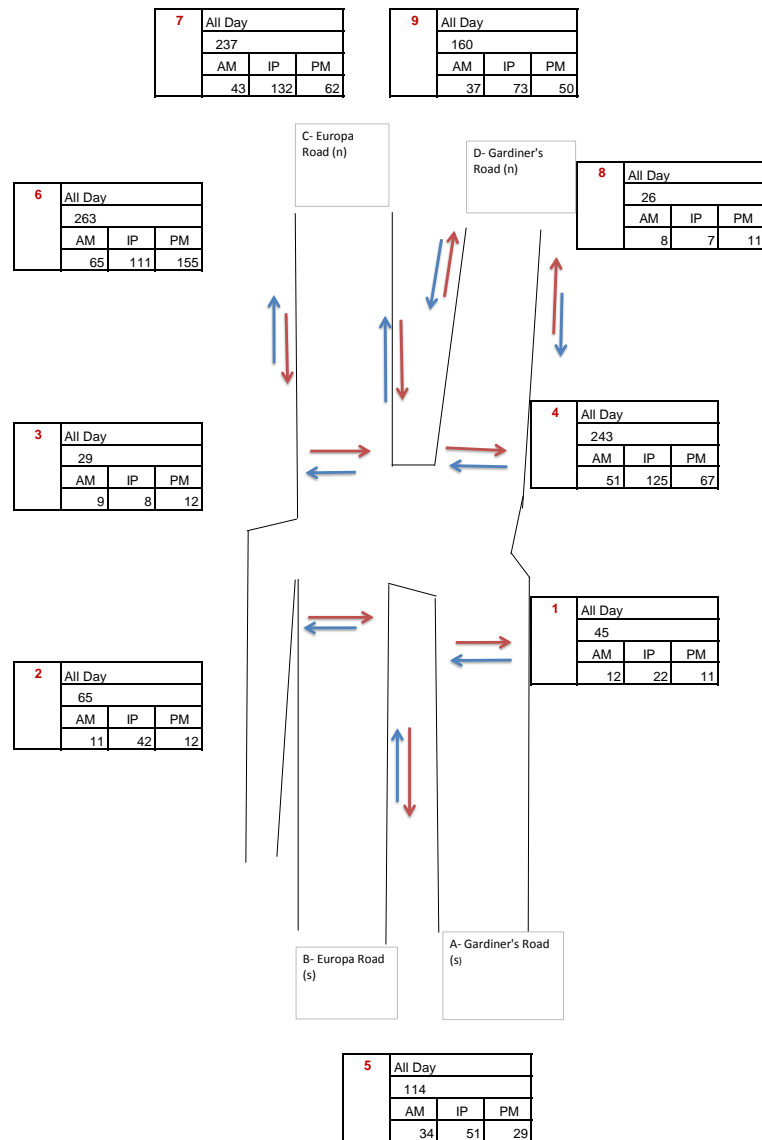 7 All Day
237
AM IP PM
43 132 62
9 All Day
160
AM IP PM
37 73 50
C- Europa
Road (n)
D- Gardiner's
Road (n)
8 All Day
26
AM IP PM
8 7 11
6 All Day
263
AM IP PM
65 111 155
3 All Day
29
AM IP PM
9 8 12
4 All Day
243
AM IP PM
51 125 67
1 All Day
45
AM IP PM
12 22 11
2 All Day
65
AM IP PM
11 42 12
B- Europa Road
(s)
A- Gardiner's Road
(s)
5 All Day
114
AM IP PM
34 51 29